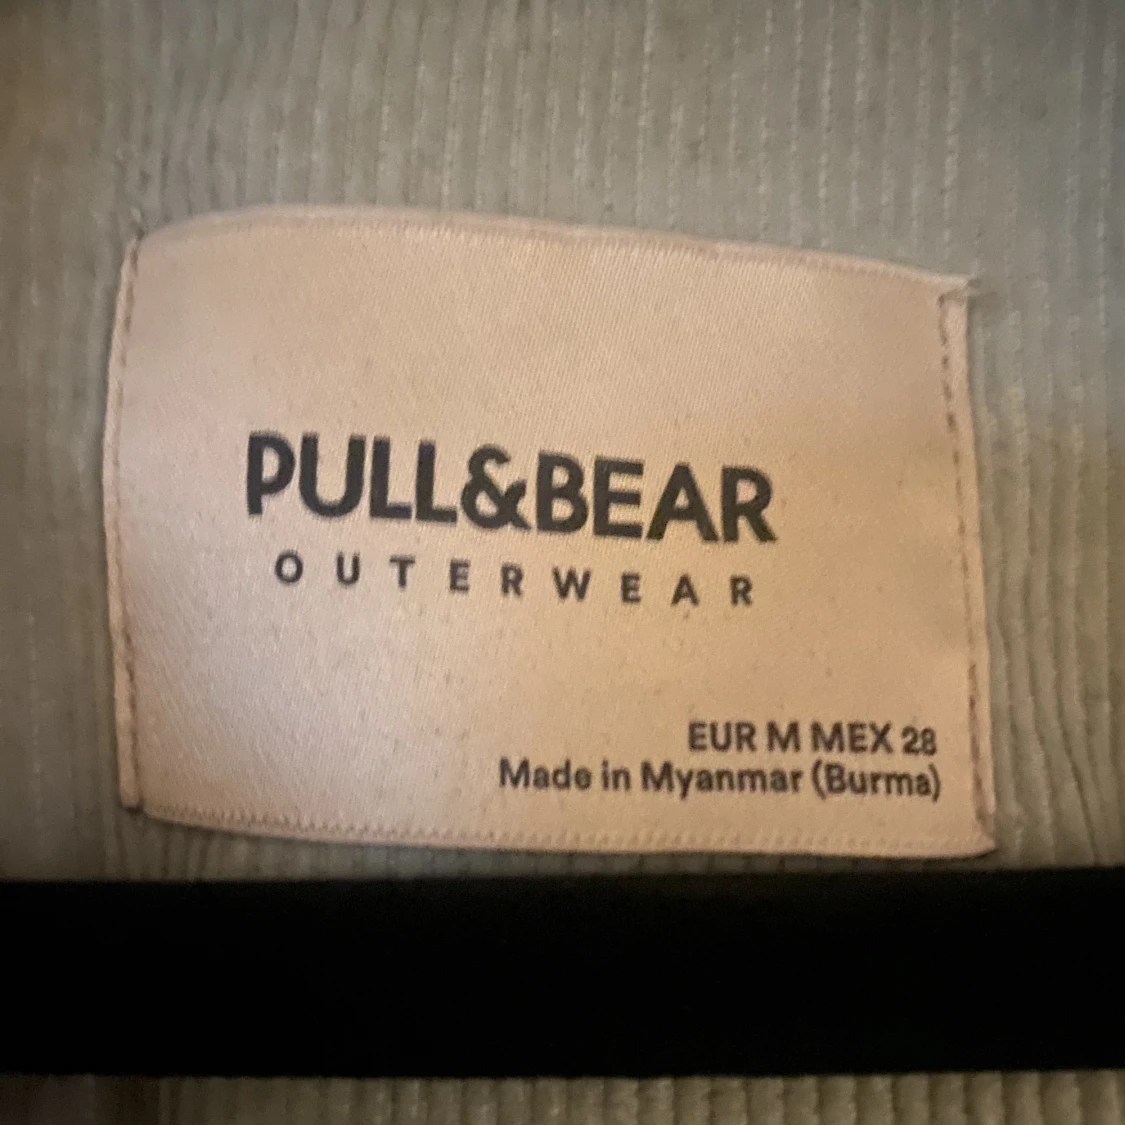 PULL&BEAR
OUTERWEAR
EUR M MEX 28
Made in Myanmar (Burma)